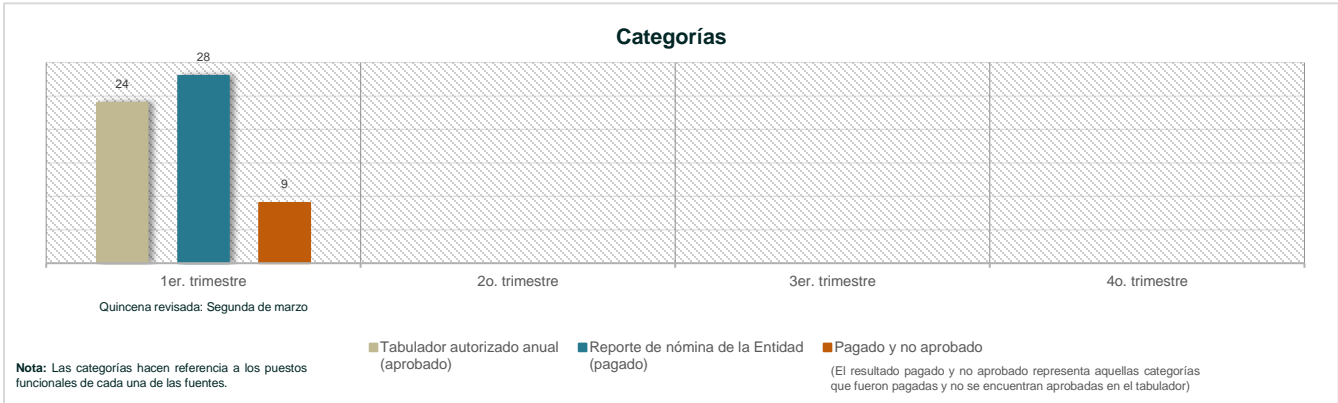 Categorías
28
24
9
1er. trimestre
2o. trimestre
3er. trimestre
4o. trimestre
Quincena revisada: Segunda de marzo
Tabulador autorizado anual
(aprobado)
Reporte de nómina de la Entidad
(pagado)
Pagado y no aprobado
(El resultado pagado y no aprobado representa aquellas categorías
que fueron pagadas y no se encuentran aprobadas en el tabulador)
Nota: Las categorías hacen referencia a los puestos
funcionales de cada una de las fuentes.